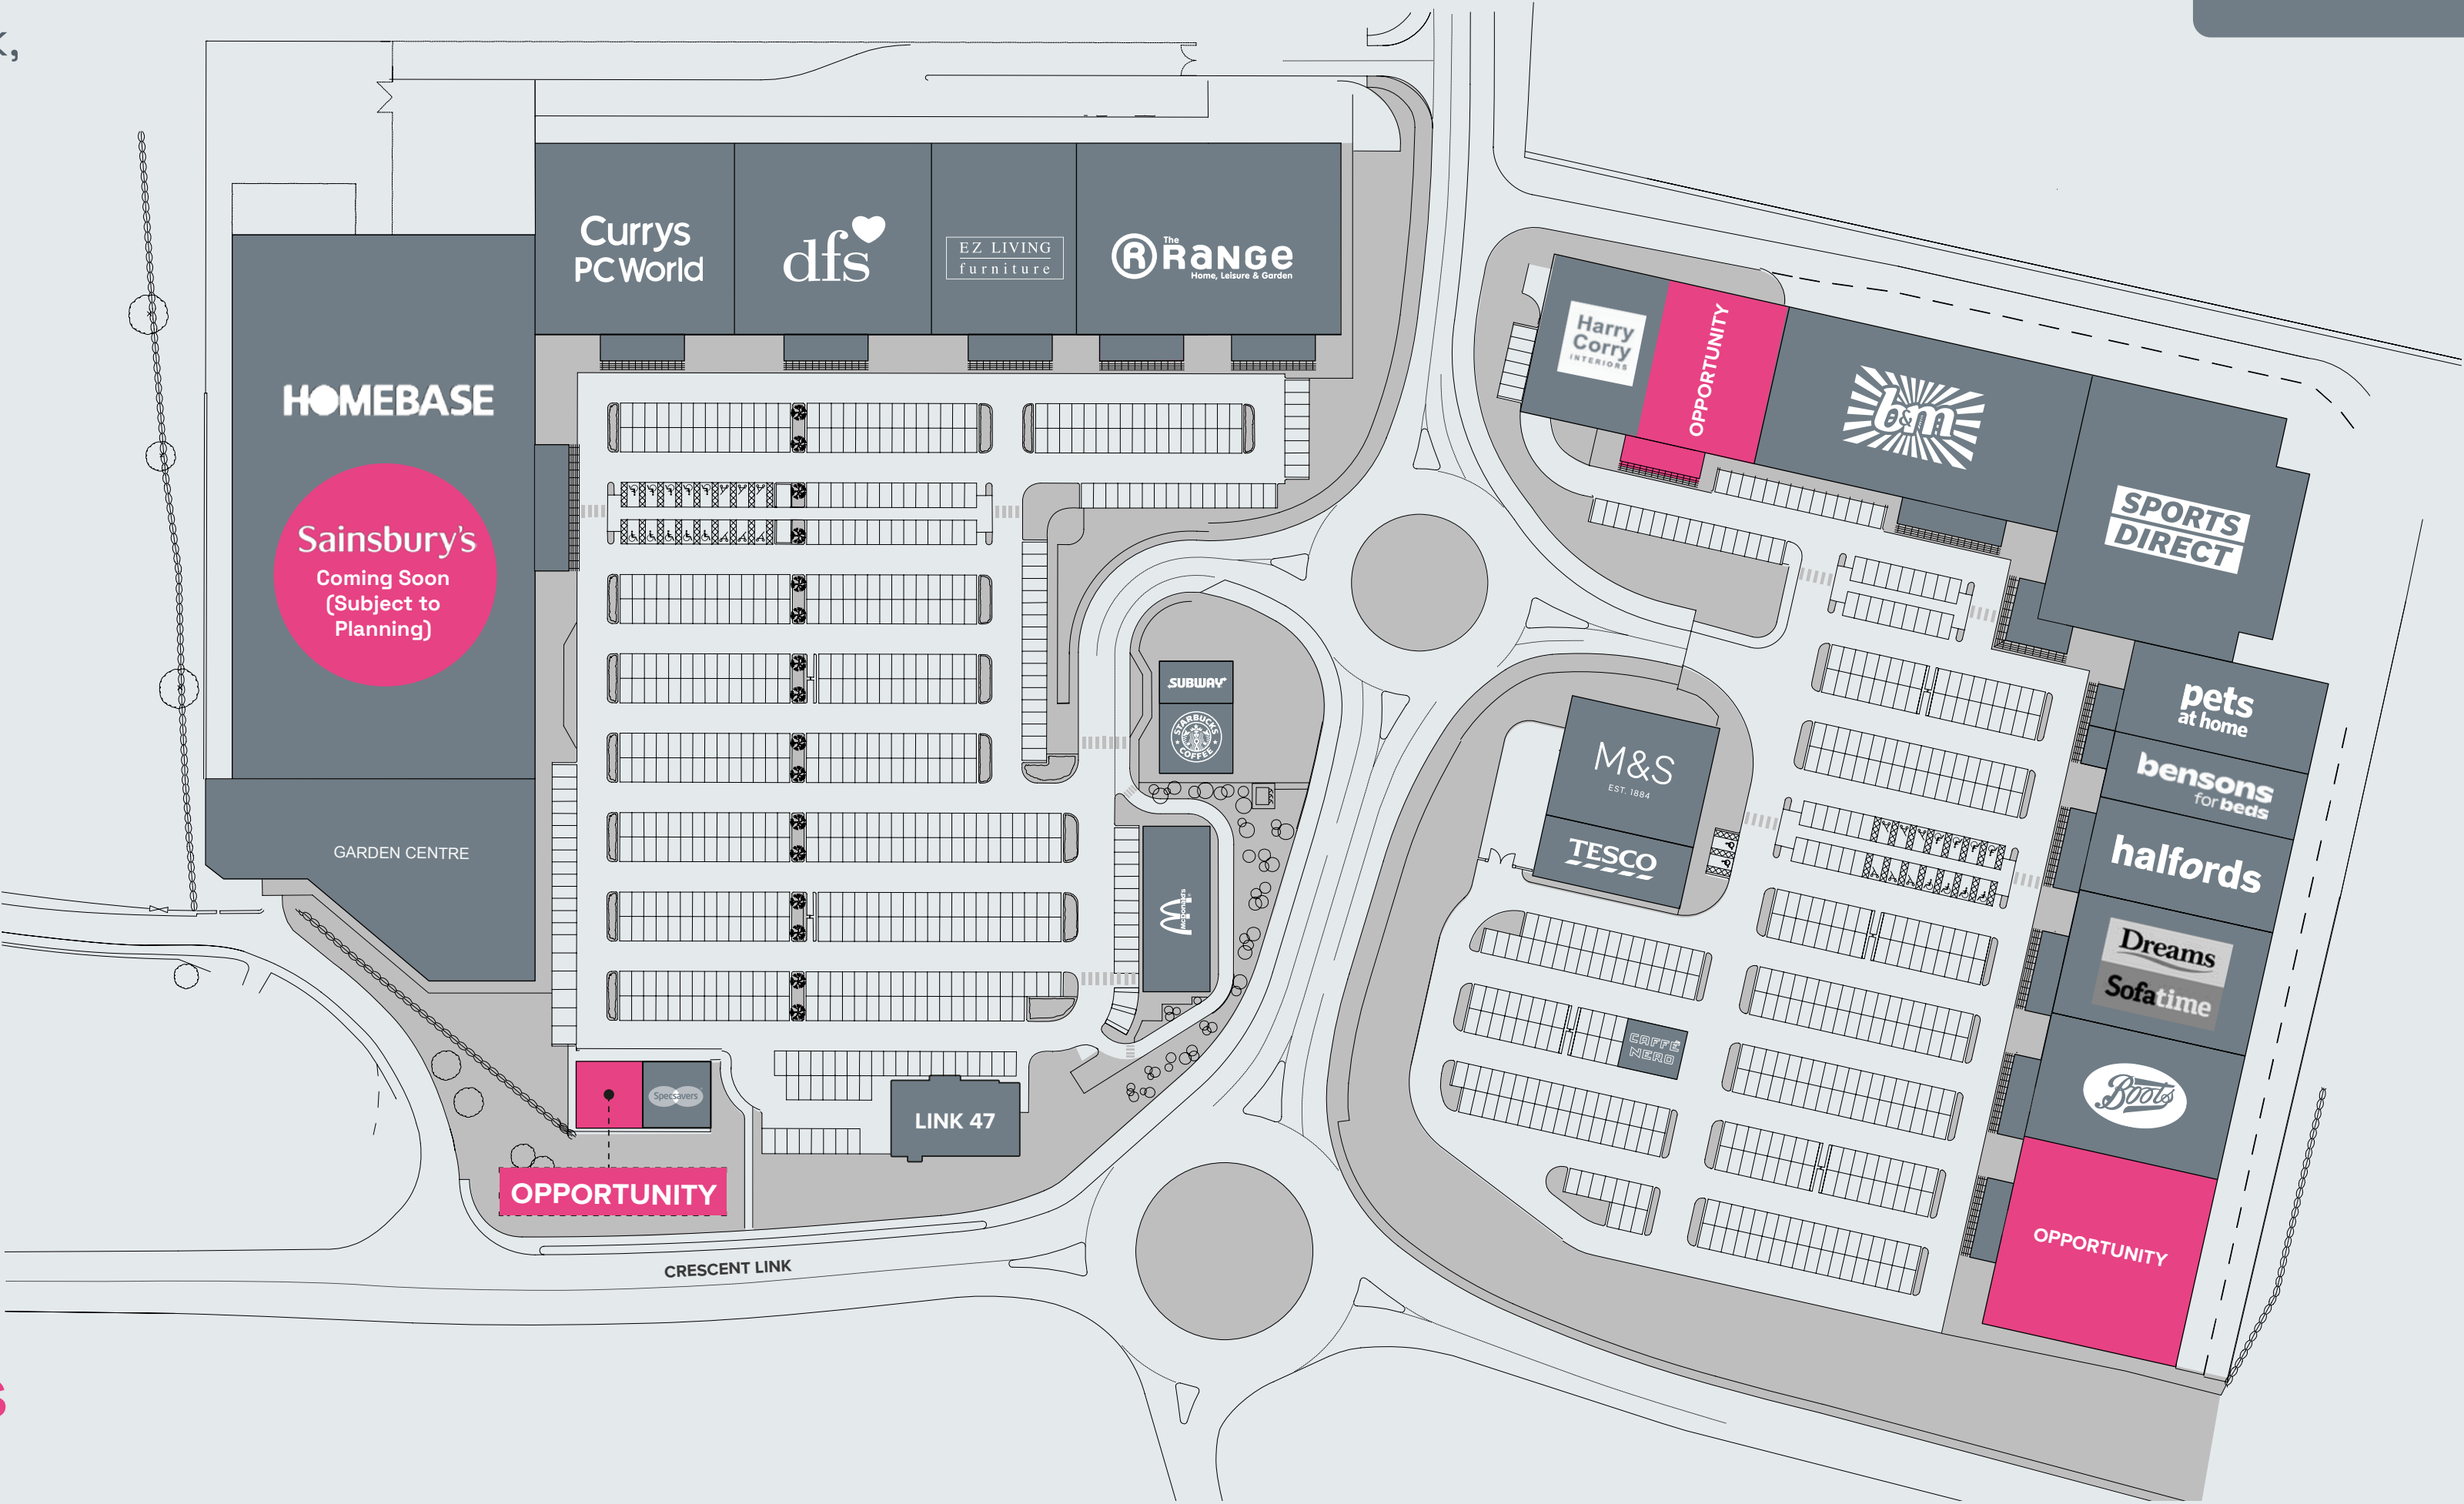 k,
Currys
PC World
dfs
EZ LIVING
furniture
The
Range
Home, Leisure & Garden
HOMEBASE
Sainsbury's
Coming Soon
(Subject to
Planning)
GARDEN CENTRE
SUBWAY
STARBUCKS
COFFEE
McDonald's
Specsavers
OPPORTUNITY
LINK 47
CRESCENT LINK
Harry
Corry
INTERIORS
OPPORTUNITY
b&m
SPORTS
DIRECT
pets
at home
bensons
for beds
halfords
Dreams
Sofatime
Boots
OPPORTUNITY
M&S
EST. 1884
TESCO
CAFFÈ
NERO
s